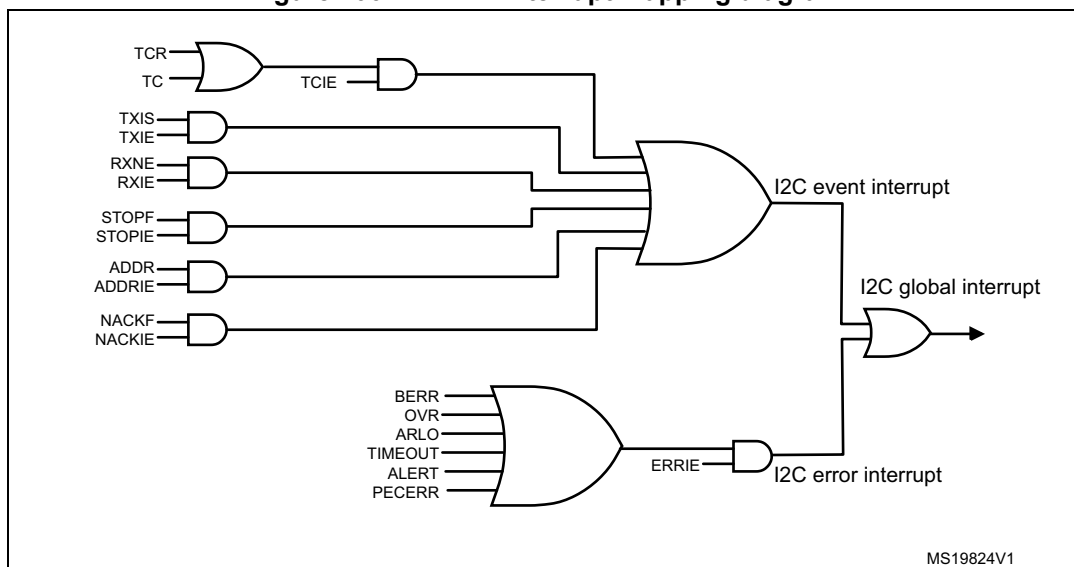 TCR
TC
TCIE
TXIS
TXIE
RXNE
RXIE
STOPF
STOPIE
ADDR
ADDRIE
NACKF
NACKIE
I2C event interrupt
I2C global interrupt
BERR
OVR
ARLO
TIMEOUT
ALERT
PECERR
ERRIE
I2C error interrupt
MS19824V1